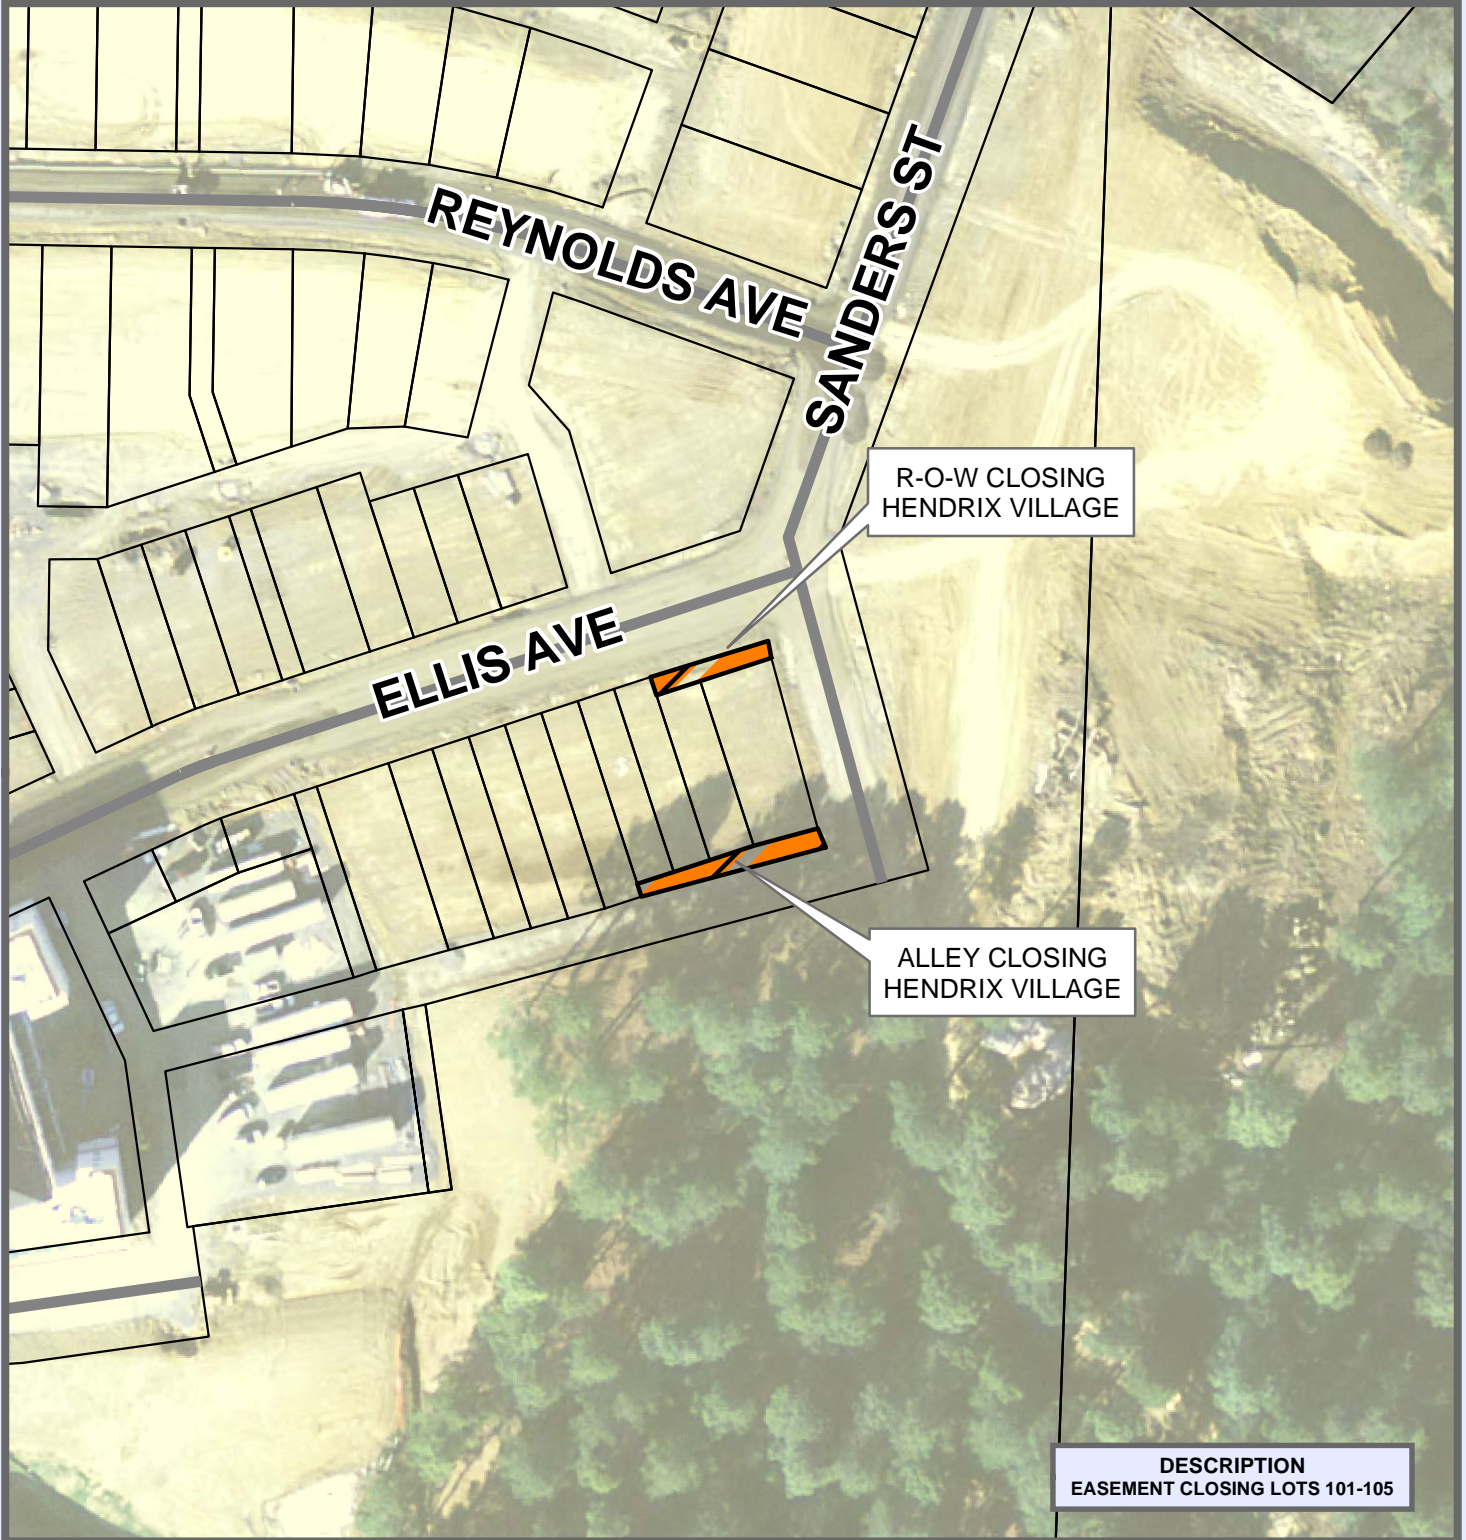 REYNOLDS AVE
SANDERS ST
R-O-W CLOSING
HENDRIX VILLAGE
ELLIS AVE
ALLEY CLOSING
HENDRIX VILLAGE
DESCRIPTION
EASEMENT CLOSING LOTS 101-105